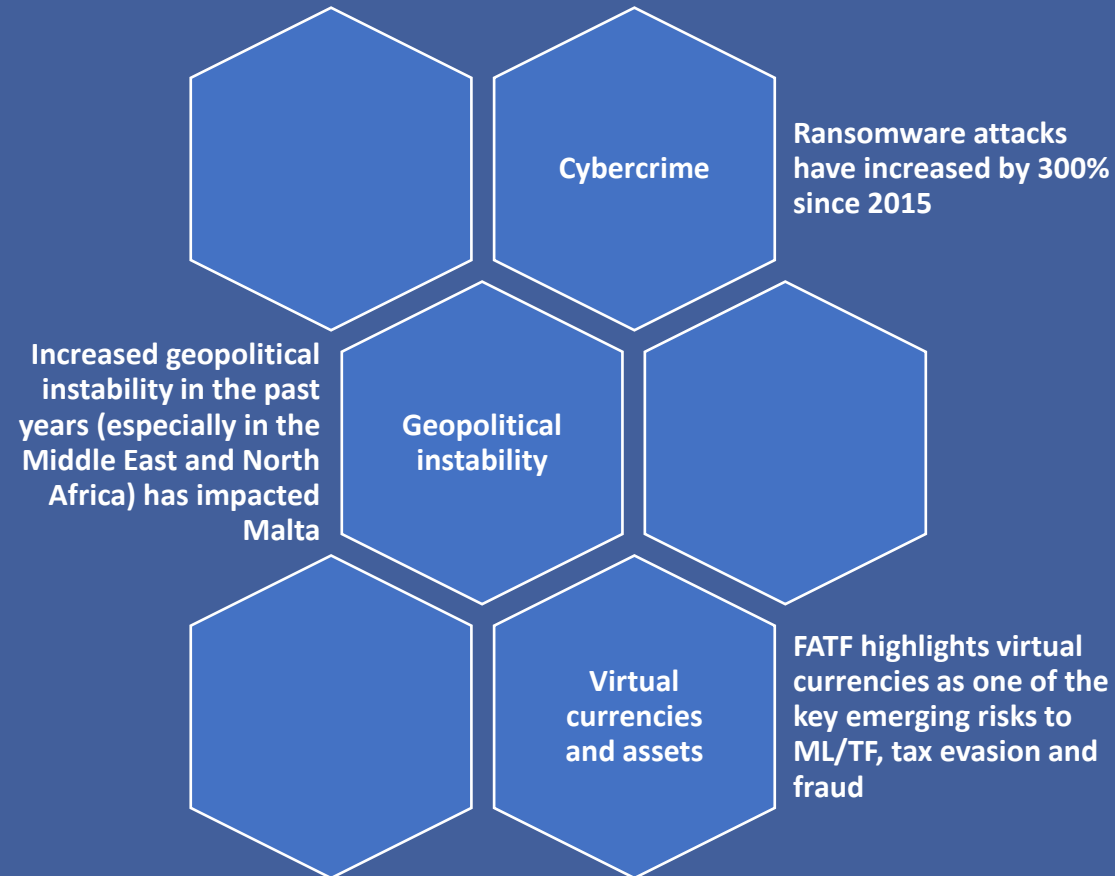 Cybercrime
Ransomware attacks
have increased by 300%
since 2015
Increased geopolitical
instability in the past
years (especially in the
Middle East and North
Africa) has impacted
Malta
Geopolitical
instability
Virtual
currencies
and assets
FATF highlights virtual
currencies as one of the
key emerging risks to
ML/TF, tax evasion and
fraud